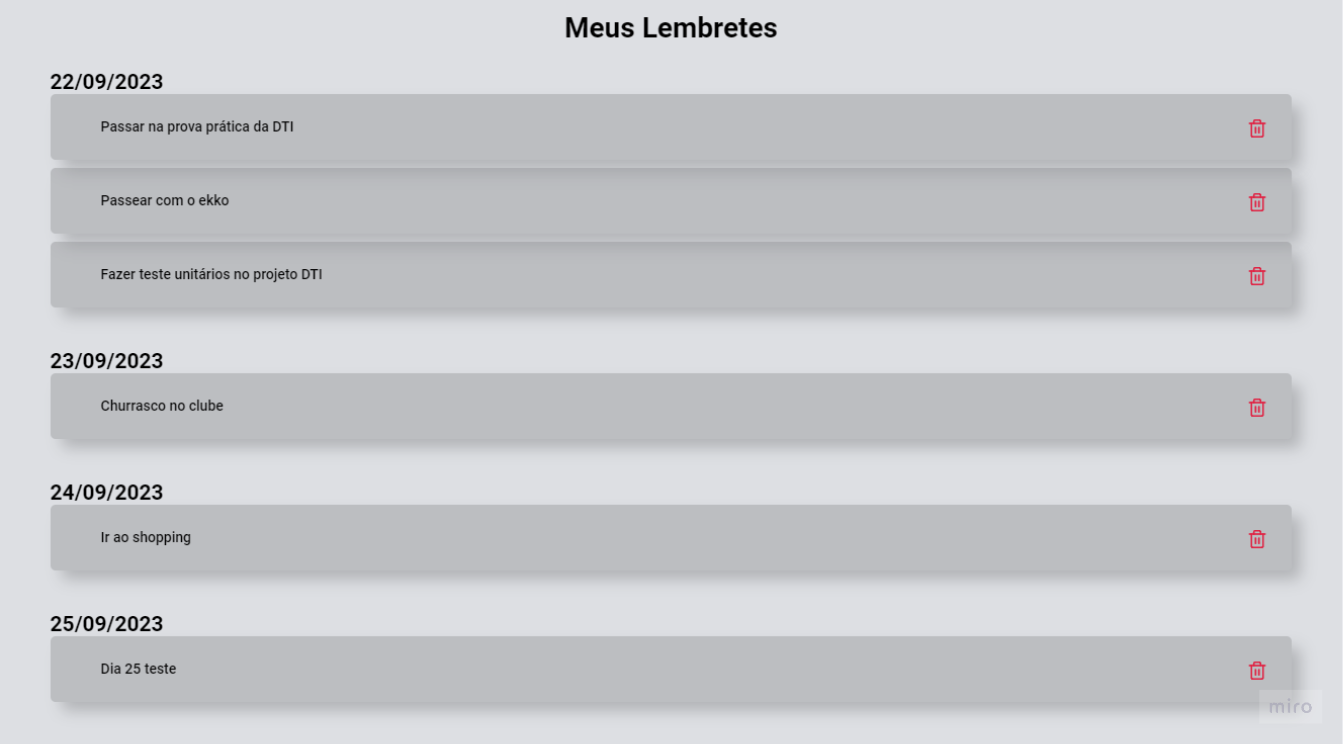 Meus Lembretes
22/09/2023
Passar na prova prática da DTI
Passear com o ekko
Fazer teste unitários no projeto DTI
23/09/2023
Churrasco no clube
24/09/2023
Ir ao shopping
25/09/2023
Dia 25 teste
miro